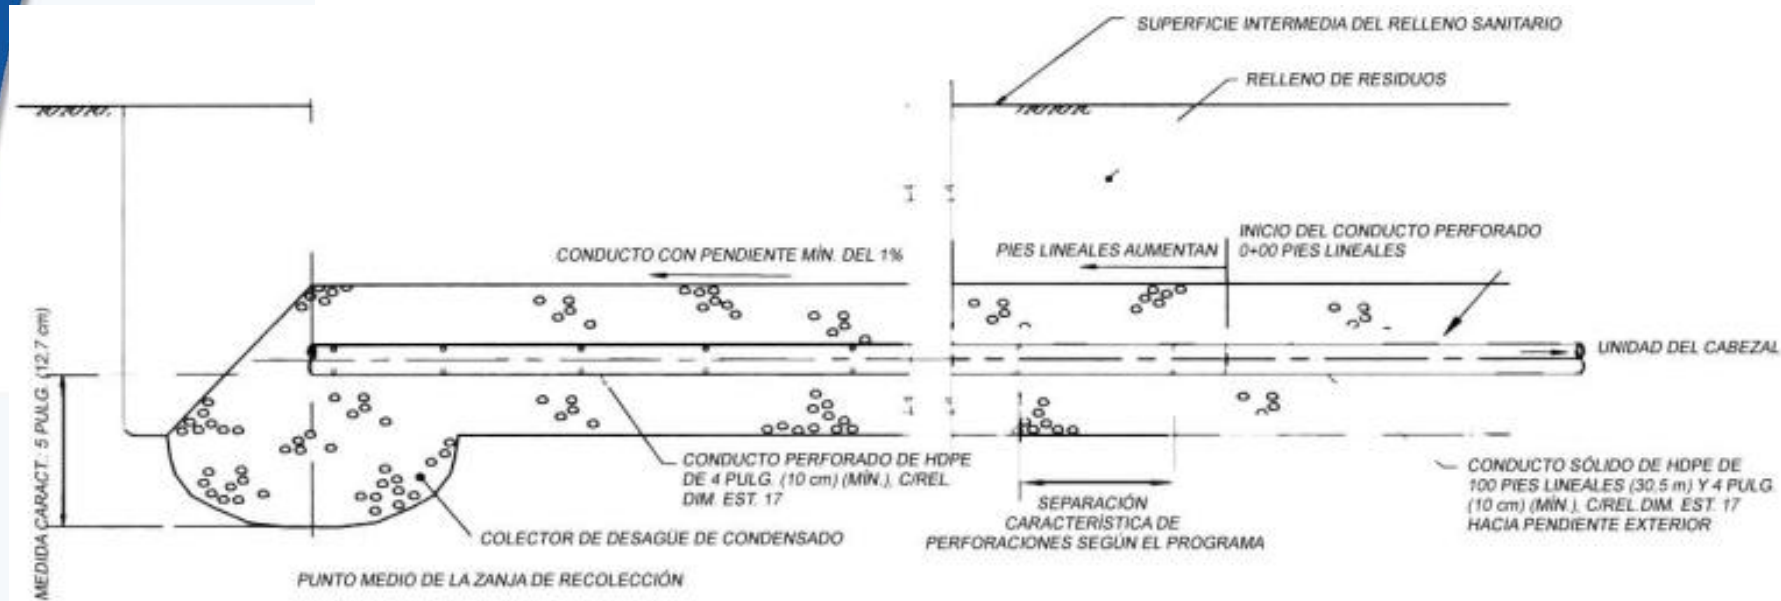 SUPERFICIE INTERMEDIA DEL RELLENO SANITARIO
RELLENO DE RESIDUOS
INICIO DEL CONDUCTO PERFORADO
0+00 PIES LINEALES
PIES LINEALES AUMENTAN
CONDUCTO CON PENDIENTE MÍN. DEL 1%
UNIDAD DEL CABEZAL
MEDIDA CARACT.: 5 PULG. (12,7 cm)
CONDUCTO PERFORADO DE HDPE
DE 4 PULG. (10 cm) (MÍN.), C/REL.
DIM. EST. 17
CONDUCTO SÓLIDO DE HDPE DE
100 PIES LINEALES (30,5 m) Y 4 PULG.
(10 cm) (MÍN.), C/REL.DIM. EST. 17
HACIA PENDIENTE EXTERIOR
SEPARACIÓN
CARACTERÍSTICA DE
PERFORACIONES SEGÚN EL PROGRAMA
COLECTOR DE DESAGÜE DE CONDENSADO
PUNTO MEDIO DE LA ZANJA DE RECOLECCIÓN